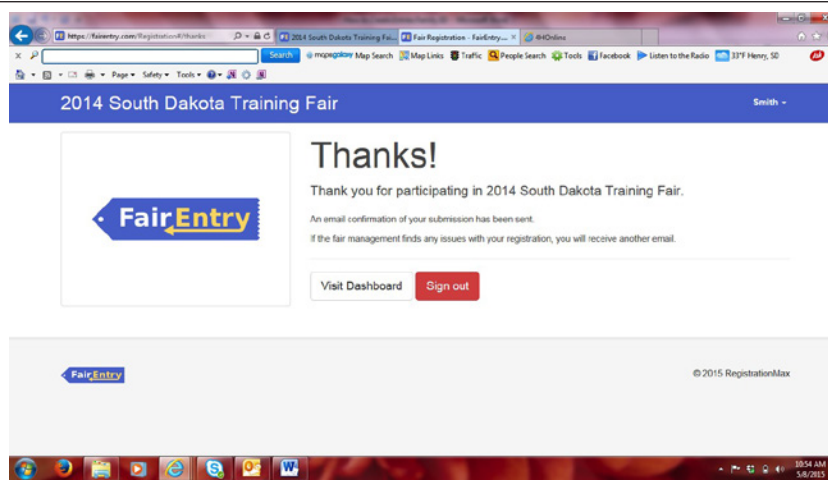 https://fairentry.com/Registration#/thanks
2014 South Dakota Training Fai...
Fair Registration - FairEntry....
4HOnline
Search
mapsgalaxy
Map Search
Map Links
Traffic
People Search
Tools
Facebook
Listen to the Radio
33°F Henry, SD
Page
Safety
Tools
2014 South Dakota Training Fair
Smith
FairEntry
Thanks!
Thank you for participating in 2014 South Dakota Training Fair.
An email confirmation of your submission has been sent.
If the fair management finds any issues with your registration, you will receive another email.
Visit Dashboard
Sign out
FairEntry
© 2015 RegistrationMax
10:54 AM
5/8/2015